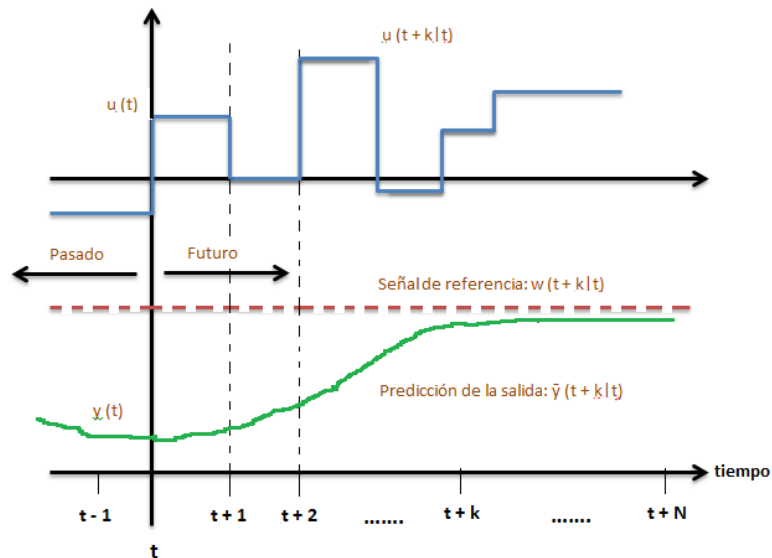 u (t + k|t)
u (t)
Pasado
Futuro
Señal de referencia: w (t + k|t)
y (t)
Predicción de la salida: ȳ (t + k|t)
tiempo
t - 1
t + 1
t + 2
.......
t + k
.......
t + N
t